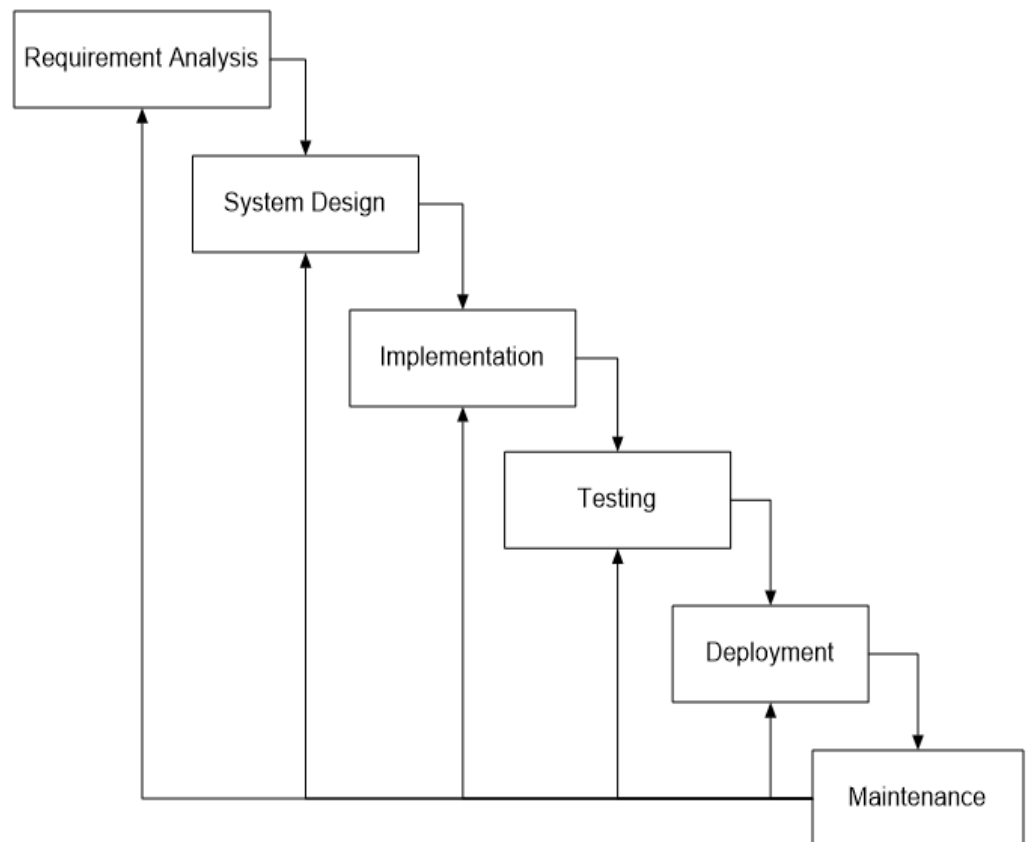 Requirement Analysis
System Design
Implementation
Testing
Deployment
Maintenance